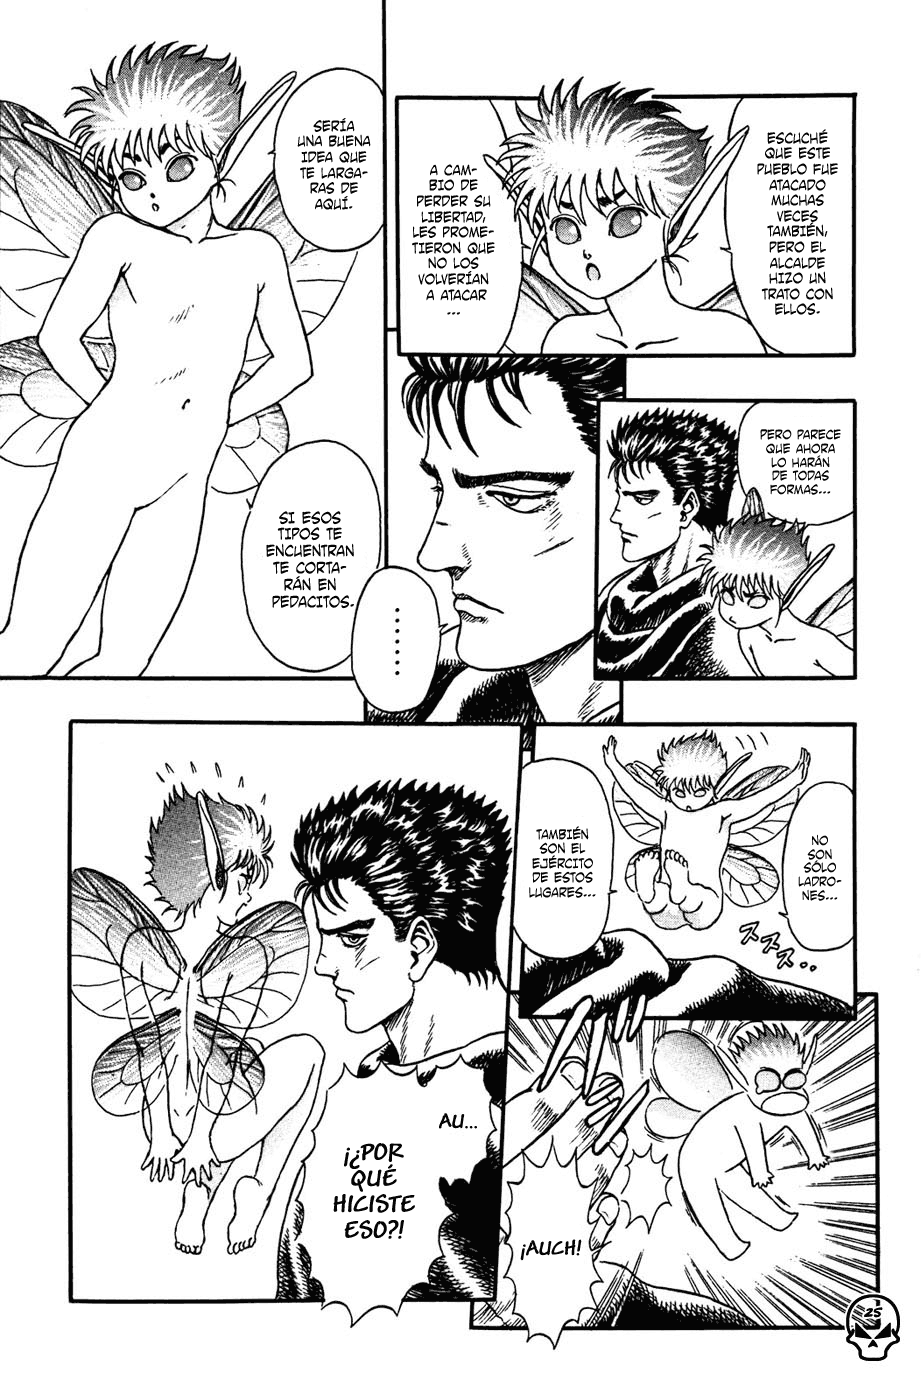 ESCUCHÉ
QUE ESTE
PUEBLO FUE
ATACADO
MUCHAS
VECES
TAMBIÉN,
PERO EL
ALCALDE
HIZO UN
TRATO CON
ELLOS.
A CAM-
BIO DE
PERDER SU
LIBERTAD,
LES PROME-
TIERON QUE
NO LOS
VOLVERÍAN
A ATACAR
...
PERO PARECE
QUE AHORA
LO HARÁN
DE TODAS
FORMAS...
......
SERÍA
UNA BUENA
IDEA QUE
TE LARGA-
RAS DE
AQUÍ.
SI ESOS
TIPOS TE
ENCUENTRAN
TE CORTA-
RÁN EN
PEDACITOS.
NO
SON
SÓLO
LADRO-
NES...
TAMBIÉN
SON EL
EJÉRCITO
DE ESTOS
LUGARES...
ススス..
¡AUCH!
AU...
¡¿POR
QUÉ
HICISTE
ESO?!
25